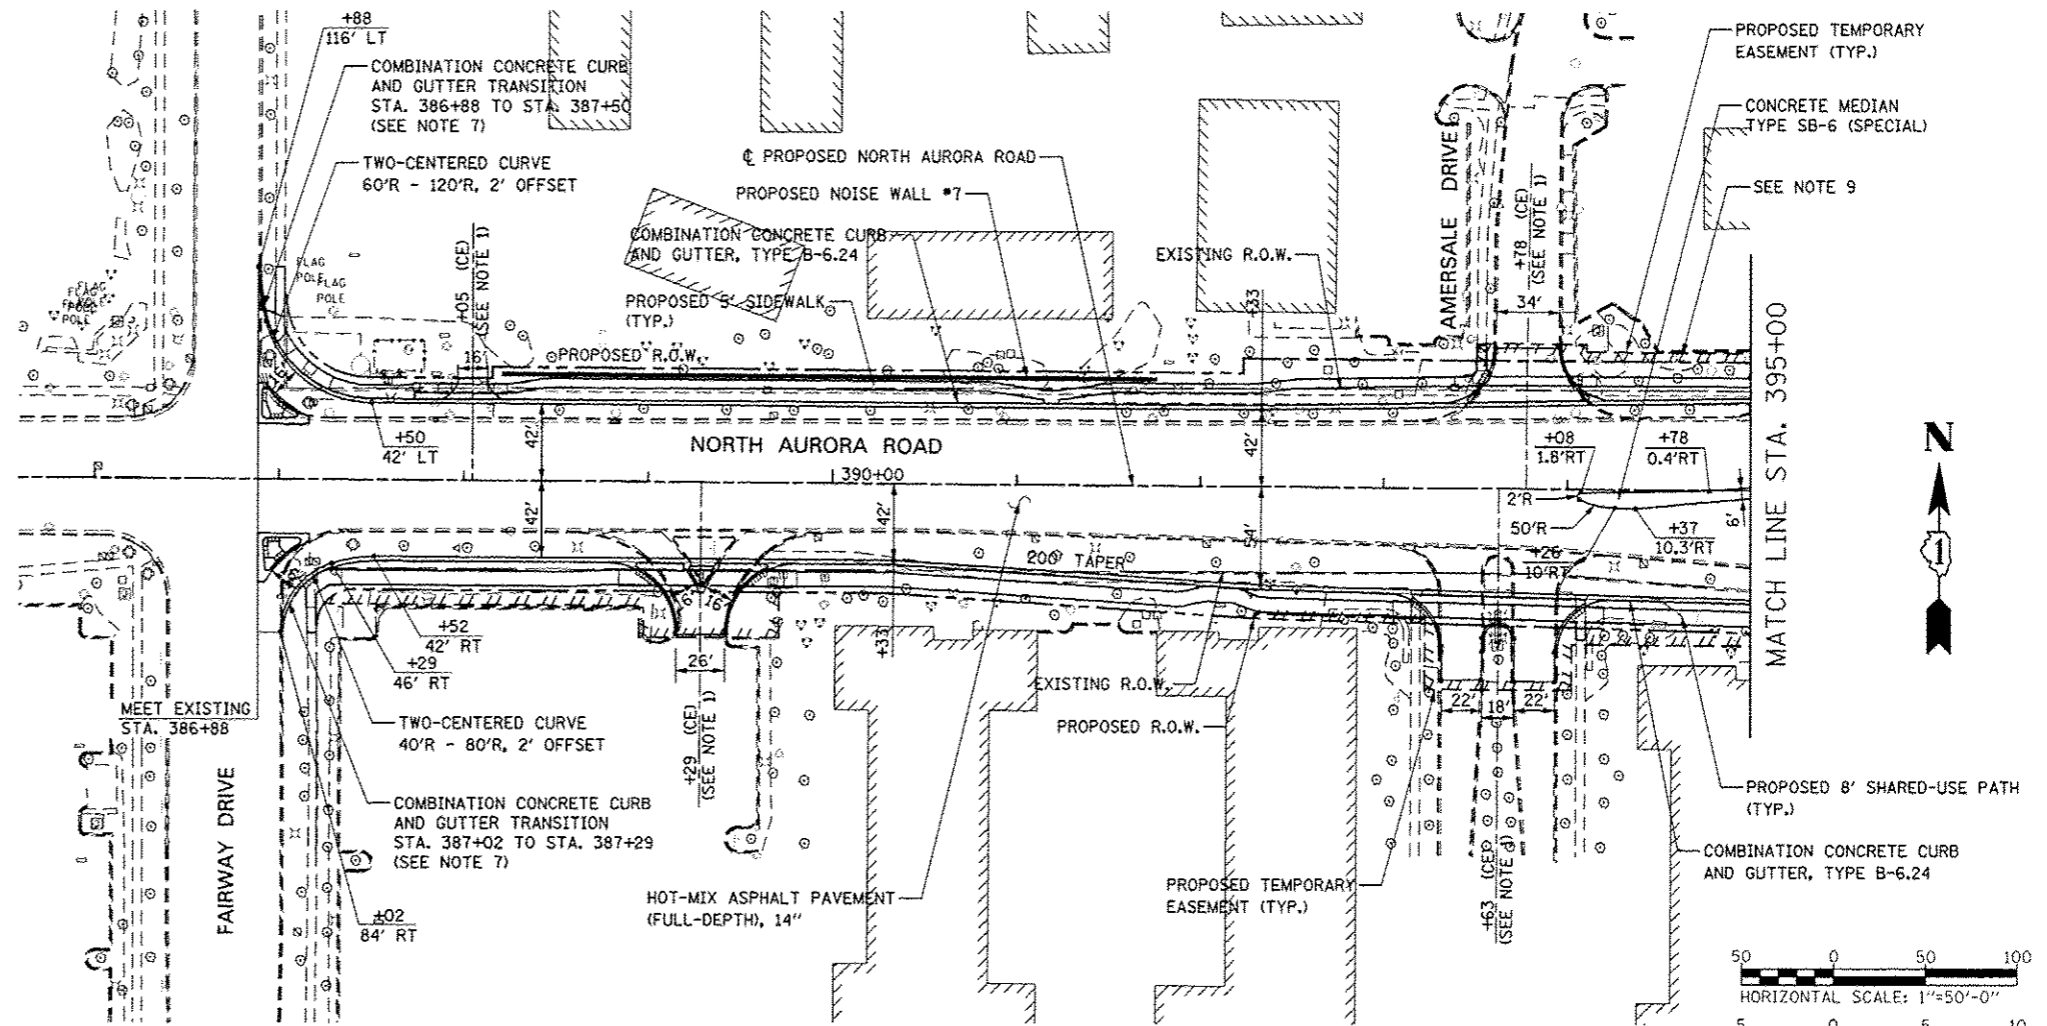 +88
116' LT
COMBINATION CONCRETE CURB
AND GUTTER TRANSITION
STA. 386+88 TO STA. 387+50
(SEE NOTE 7)
TWO-CENTERED CURVE
60'R - 120'R, 2' OFFSET
℄ PROPOSED NORTH AURORA ROAD
PROPOSED NOISE WALL #7
COMBINATION CONCRETE CURB
AND GUTTER, TYPE B-6.24
PROPOSED 5' SIDEWALK
(TYP.)
EXISTING R.O.W.
PROPOSED TEMPORARY
EASEMENT (TYP.)
CONCRETE MEDIAN
TYPE SB-6 (SPECIAL)
SEE NOTE 9
AMERSALE DRIVE
+78 (CE)
(SEE NOTE 1)
34'
+33
FLAG
POLE
FLAG
POLE
FLAG
POLE
+05 (CE)
(SEE NOTE 1)
16'
PROPOSED R.O.W.
+50
42' LT
42'
NORTH AURORA ROAD
42'
390+00
+08
1.8'RT
+78
0.4'RT
2'R
50'R
+37
10.3'RT
+26
10'RT
6'
MATCH LINE STA. 395+00
N
1
42'
42'
54'
200' TAPER
16'
+52
42' RT
+29
46' RT
26'
+33
MEET EXISTING
STA. 386+88
TWO-CENTERED CURVE
40'R - 80'R, 2' OFFSET
+29 (CE)
(SEE NOTE 1)
EXISTING R.O.W.
PROPOSED R.O.W.
22'
18'
22'
FAIRWAY DRIVE
COMBINATION CONCRETE CURB
AND GUTTER TRANSITION
STA. 387+02 TO STA. 387+29
(SEE NOTE 7)
+02
84' RT
HOT-MIX ASPHALT PAVEMENT
(FULL-DEPTH), 14"
PROPOSED TEMPORARY
EASEMENT (TYP.)
+63 (CE)
(SEE NOTE 1)
PROPOSED 8' SHARED-USE PATH
(TYP.)
COMBINATION CONCRETE CURB
AND GUTTER, TYPE B-6.24
50 0 50 100
HORIZONTAL SCALE: 1"=50'-0"
5 0 5 10